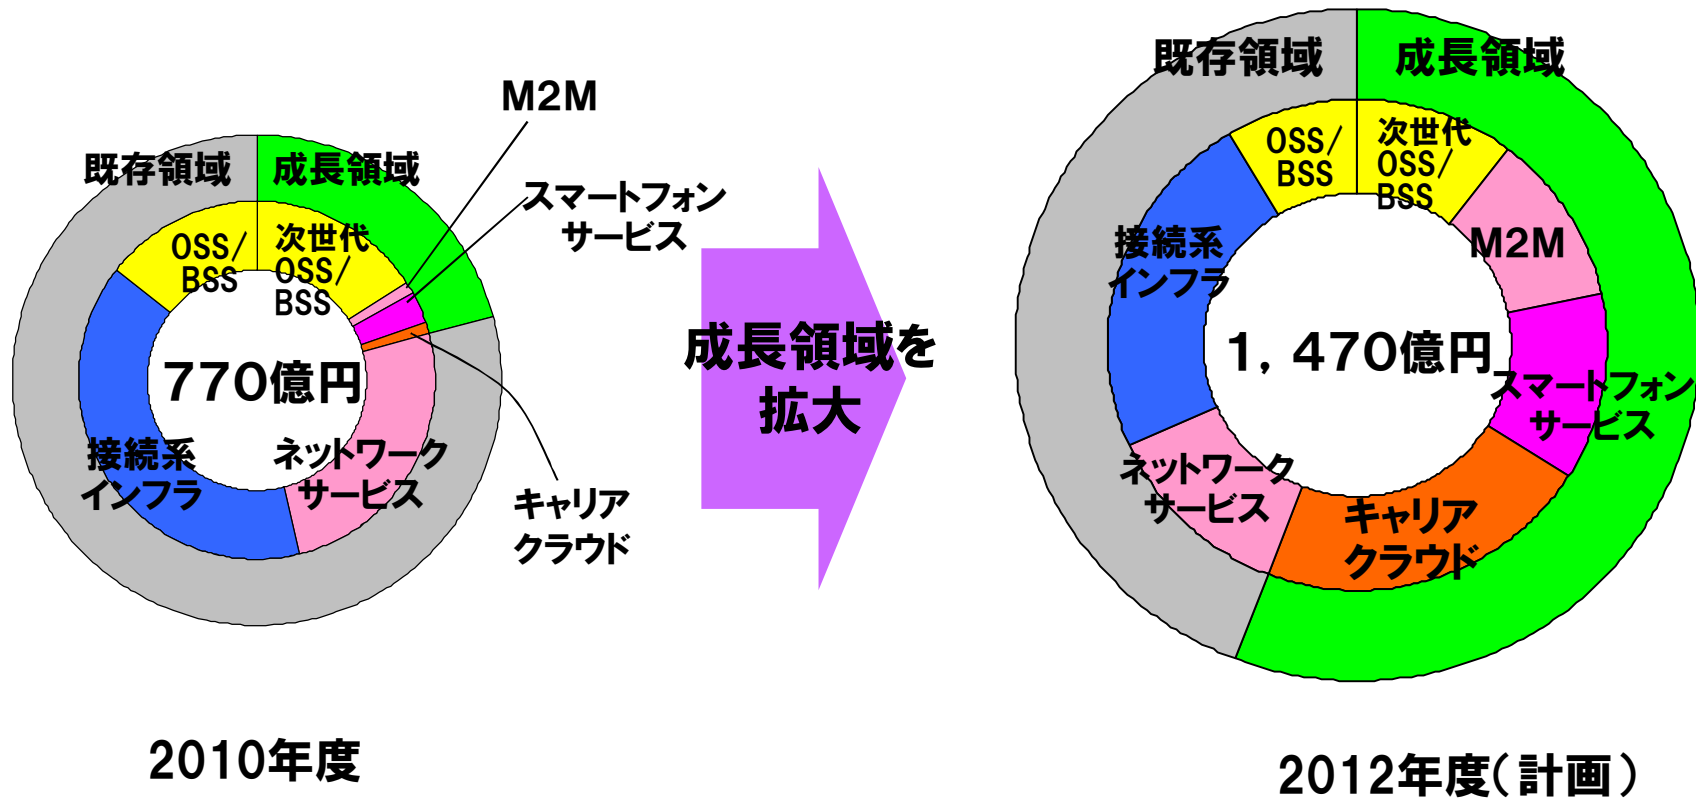 既存領域
成長領域
M2M
スマートフォン
サービス
OSS/
BSS
次世代
OSS/
BSS
770億円
接続系
インフラ
ネットワーク
サービス
キャリア
クラウド
2010年度
成長領域を
拡大
既存領域
成長領域
OSS/
BSS
次世代
OSS/
BSS
接続系
インフラ
M2M
1,470億円
スマートフォン
サービス
ネットワーク
サービス
キャリア
クラウド
2012年度(計画)